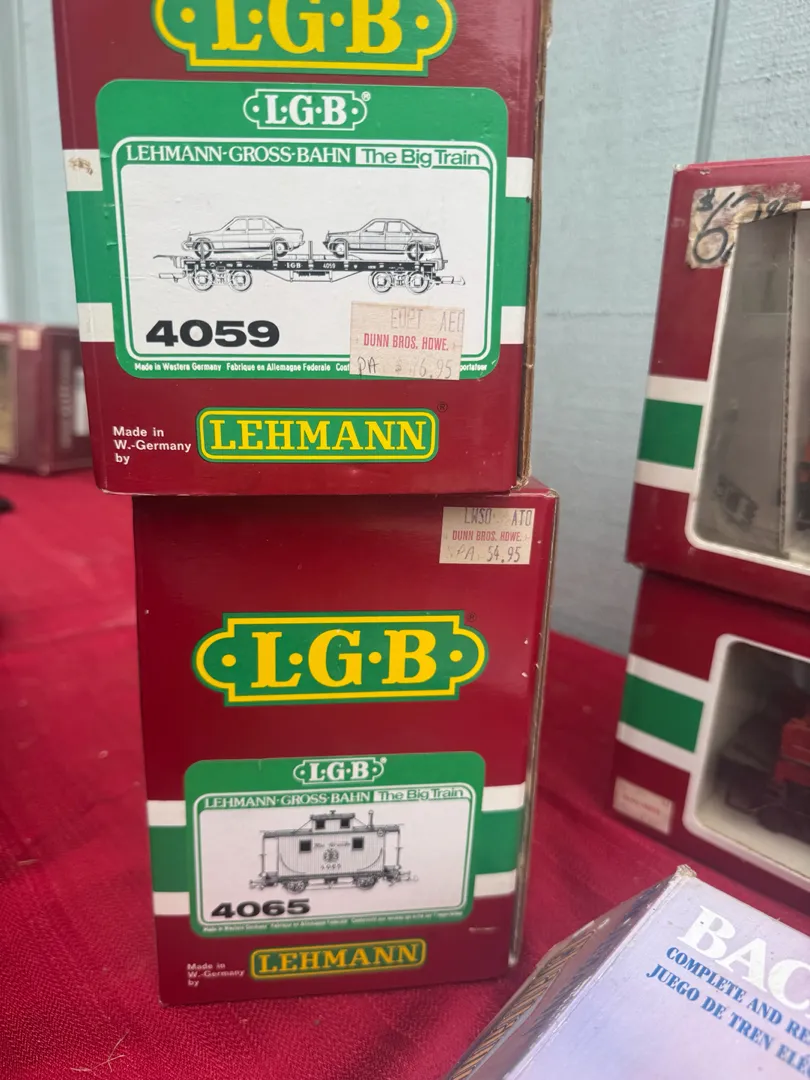 L·G·B
L·G·B®
LEHMANN-GROSS-BAHN The Big Train
LGB 4059
4059
DUNN BROS. HDWE.
PA
6.95
Made in Western Germany Fabrique en Allemagne Federale
Made in
W.-Germany
by
LEHMANN
®
DUNN BROS. HDWE.
PA 54.95
L·G·B
L·G·B®
LEHMANN-GROSS-BAHN The Big Train
4065
Made in
W.-Germany
by
LEHMANN
BAC
COMPLETE AND RE
JUEGO DE TREN ELE